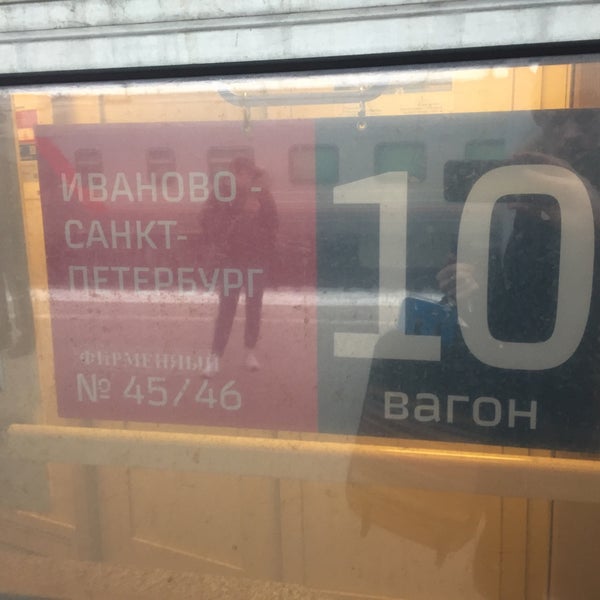 ИВАНОВО -
САНКТ-
ПЕТЕРБУРГ
ФИРМЕННЫЙ
№ 45/46
10
вагон